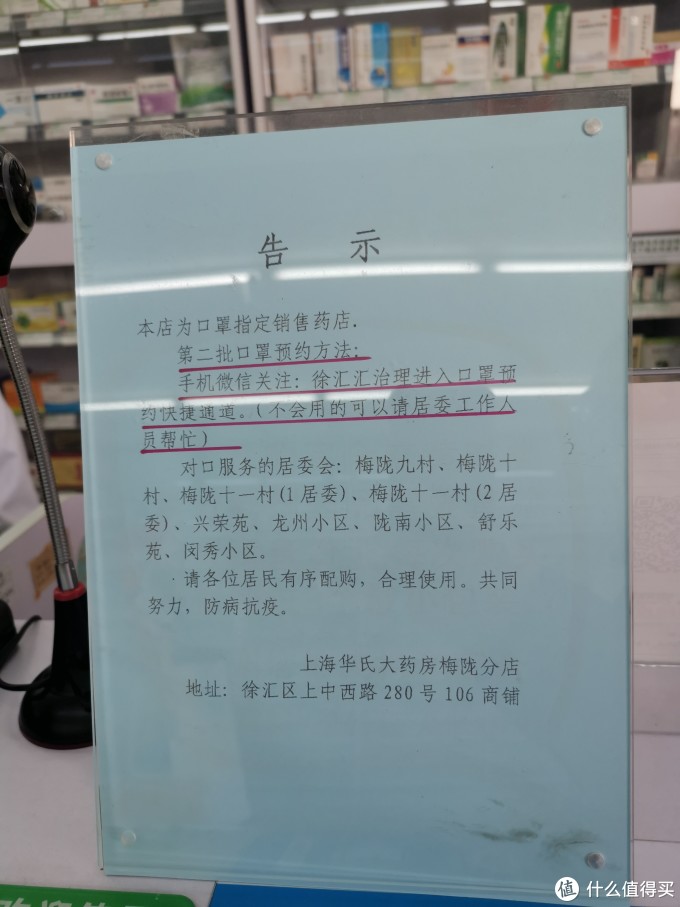 告 示
本店为口罩指定销售药店.
第二批口罩预约方法:
手机微信关注: 徐汇汇治理进入口罩预
约快捷通道。(不会用的可以请居委工作人
员帮忙)
对口服务的居委会: 梅陇九村、梅陇十
村、梅陇十一村(1居委)、梅陇十一村(2居
委)、兴荣苑、龙州小区、陇南小区、舒乐
苑、闵秀小区。
请各位居民有序配购, 合理使用。共同
努力, 防病抗疫。
上海华氏大药房梅陇分店
地址: 徐汇区上中西路280号106商铺
值 什么值得买